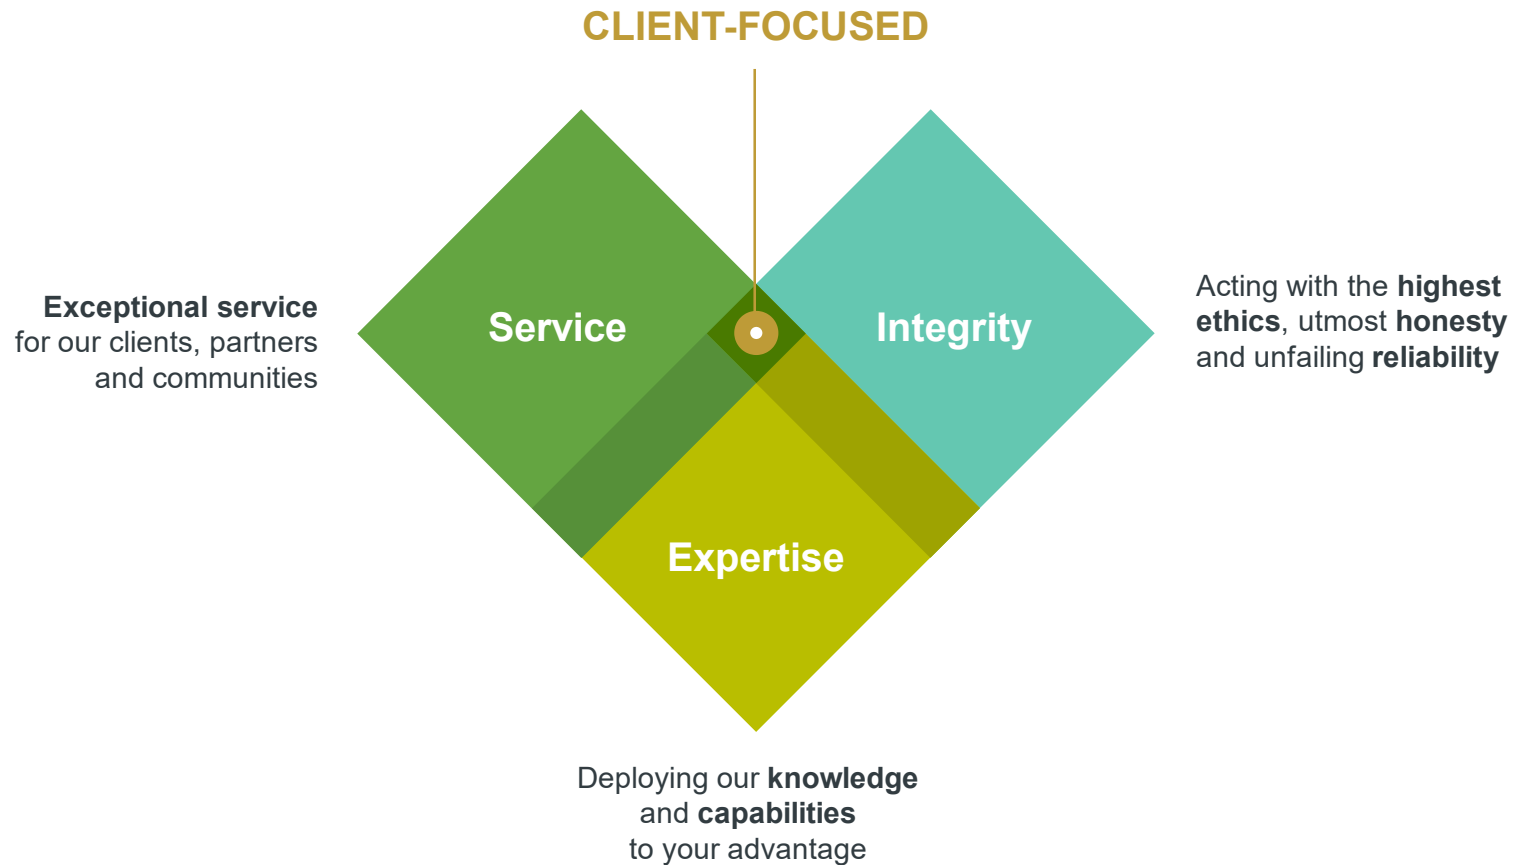 CLIENT-FOCUSED
Service
Integrity
Exceptional service
for our clients, partners
and communities
Acting with the highest
ethics, utmost honesty
and unfailing reliability
Expertise
Deploying our knowledge
and capabilities
to your advantage